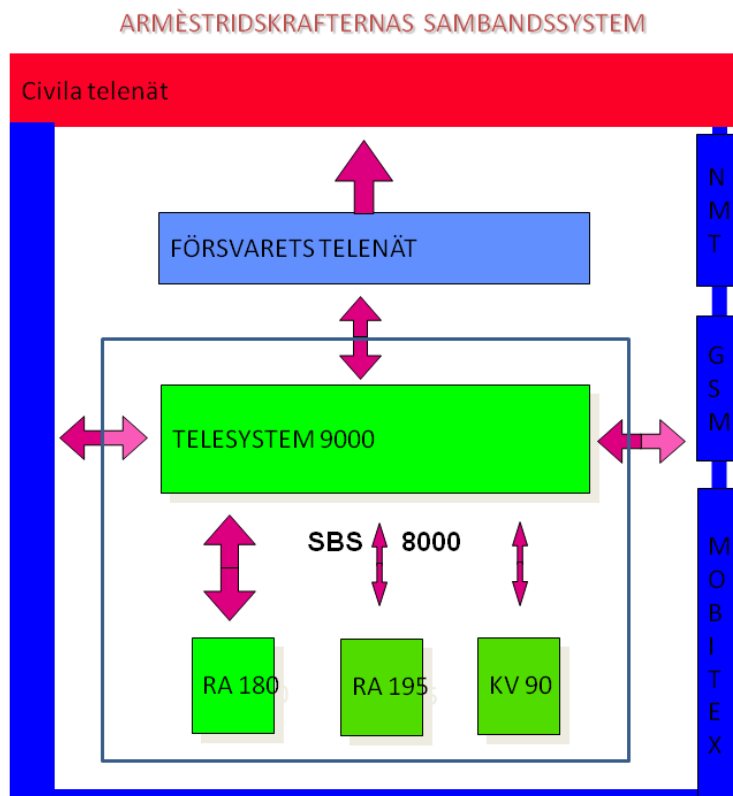 ARMÈSTRIDSKRAFTERNAS SAMBANDSSYSTEM
Civila telenät
NMT
FÖRSVARETS TELENÄT
GSM
TELESYSTEM 9000
SBS 8000
MOBITEX
RA 180
RA 195
KV 90